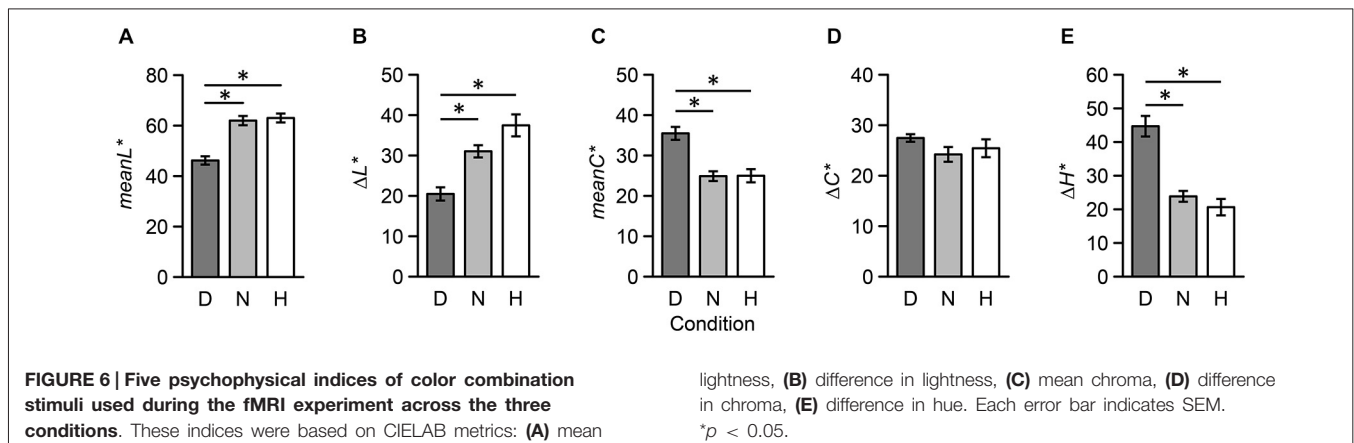 A
B
C
D
E
meanL*
80
60
40
20
0
*
*
D N H
ΔL*
50
40
30
20
10
0
*
*
D N H
meanC*
50
40
30
20
10
0
*
*
D N H
Condition
ΔC*
40
30
20
10
0
D N H
ΔH*
60
50
40
30
20
10
0
*
*
D N H
FIGURE 6 | Five psychophysical indices of color combination
stimuli used during the fMRI experiment across the three
conditions. These indices were based on CIELAB metrics: (A) mean
lightness, (B) difference in lightness, (C) mean chroma, (D) difference
in chroma, (E) difference in hue. Each error bar indicates SEM.
*p < 0.05.